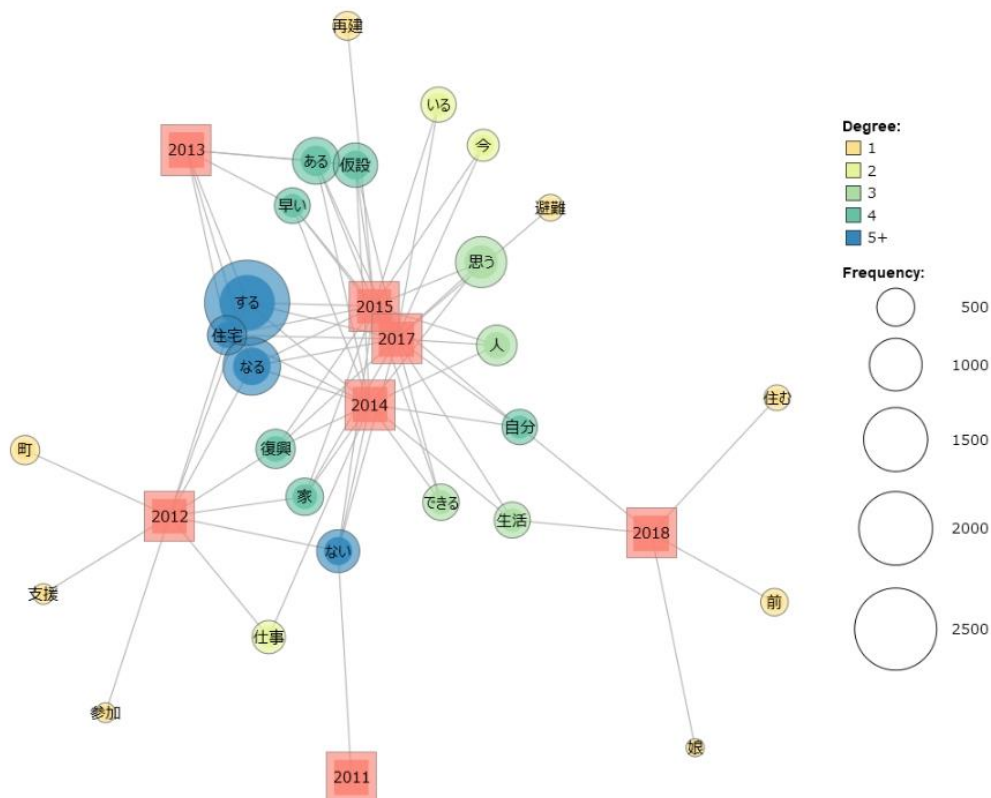 再建
いる
今
2013
ある
仮設
早い
避難
思う
する
2015
住宅
2017
人
なる
2014
住む
自分
町
復興
家
できる
2012
生活
2018
ない
支援
前
仕事
参加
娘
2011
Degree:
1
2
3
4
5+
Frequency:
500
1000
1500
2000
2500